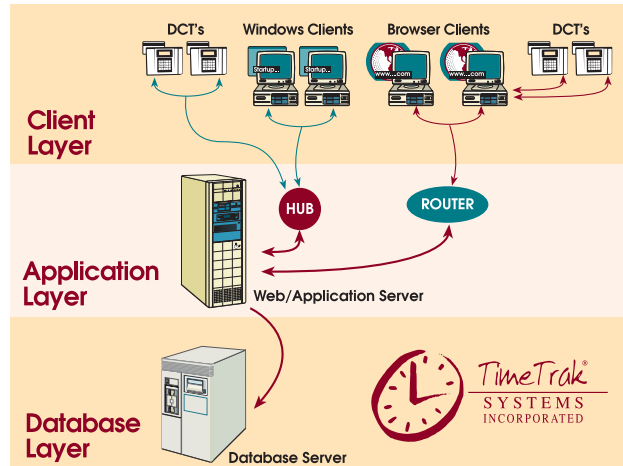 DCT's
Windows Clients
Browser Clients
DCT's
Startup...
Startup...
www...com
www...com
Client
Layer
HUB
ROUTER
Application
Layer
Web/Application Server
TimeTrak®
SYSTEMS
INCORPORATED
Database
Layer
Database Server